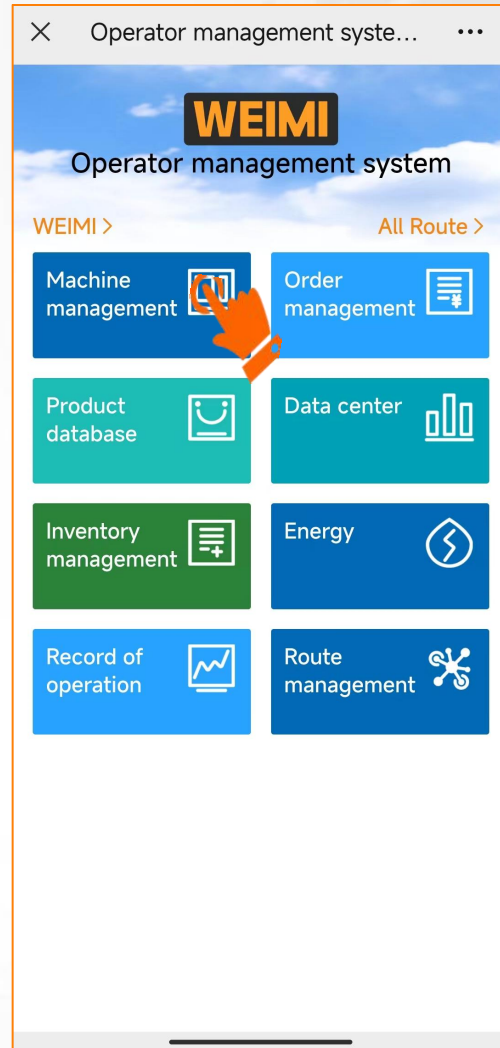 Operator management syste...
WEIMI
Operator management system
WEIMI >
All Route >
Machine
management
Order
management
Product
database
Data center
Inventory
management
Energy
Record of
operation
Route
management